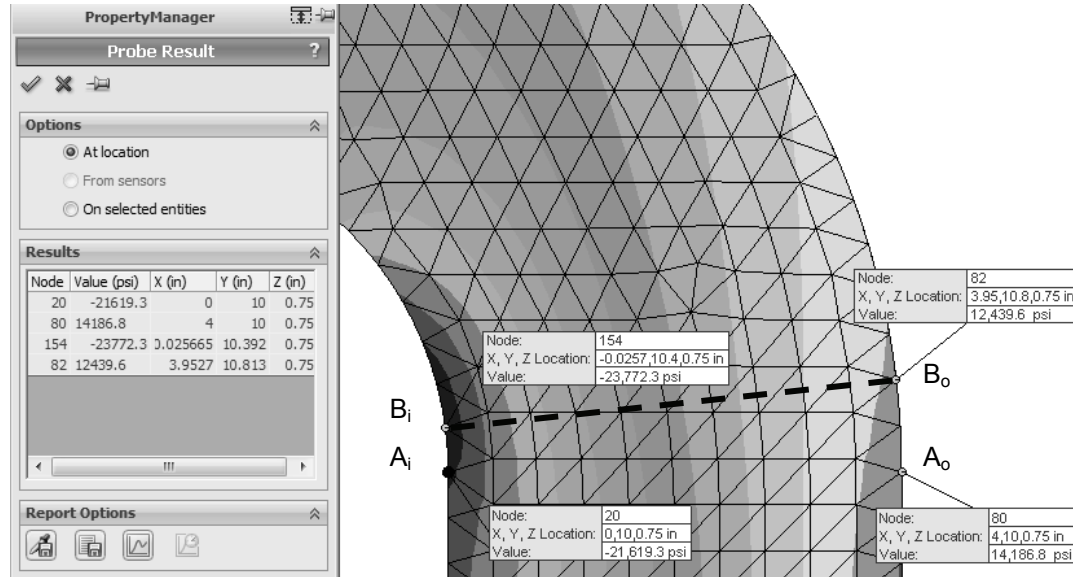 PropertyManager
Probe Result ?
Options
At location
From sensors
On selected entities
Results
Node Value (psi) X (in) Y (in) Z (in)
20 -21619.3 0 10 0.75
80 14186.8 4 10 0.75
154 -23772.3 0.025665 10.392 0.75
82 12439.6 3.9527 10.813 0.75
Report Options
Node: 82
X, Y, Z Location: 3.95,10.8,0.75 in
Value: 12,439.6 psi
Node: 154
X, Y, Z Location: -0.0257,10.4,0.75 in
Value: -23,772.3 psi
Bi
Bo
Ai
Ao
Node: 20
X, Y, Z Location: 0,10,0.75 in
Value: -21,619.3 psi
Node: 80
X, Y, Z Location: 4,10,0.75 in
Value: 14,186.8 psi